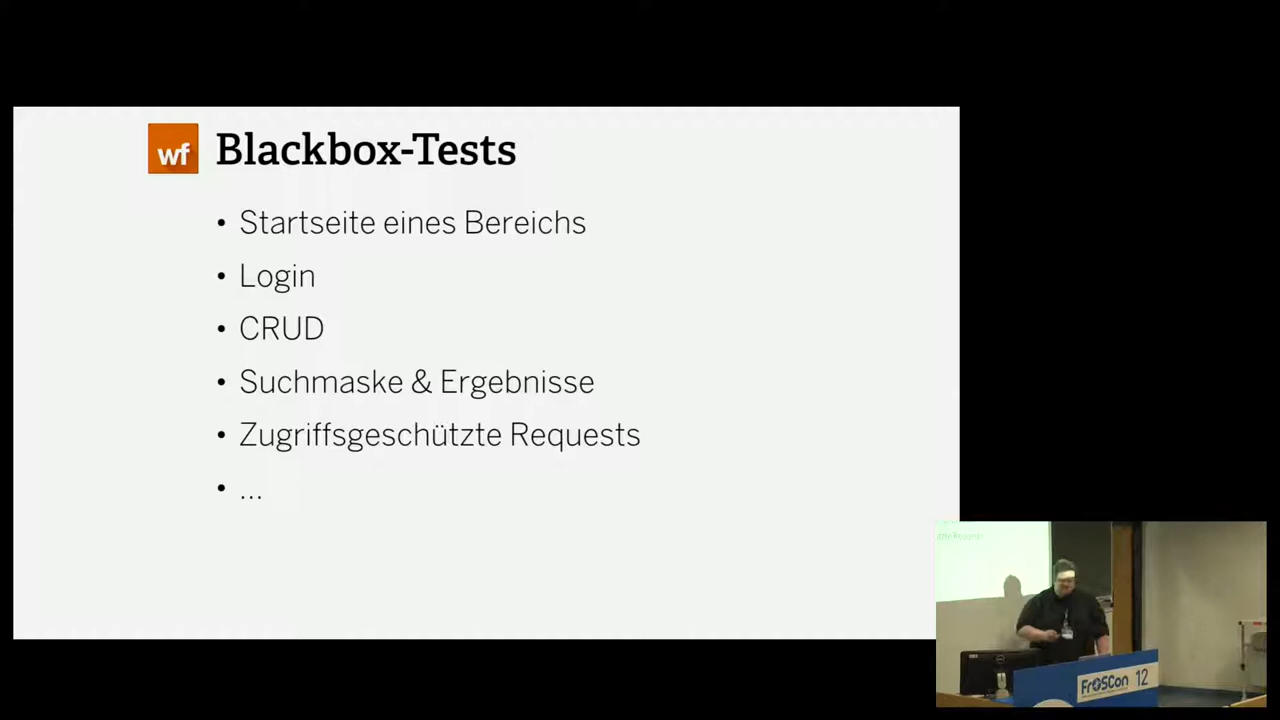 wf Blackbox-Tests
• Startseite eines Bereichs
• Login
• CRUD
• Suchmaske & Ergebnisse
• Zugriffsgeschützte Requests
• ...
FrOSCon 12